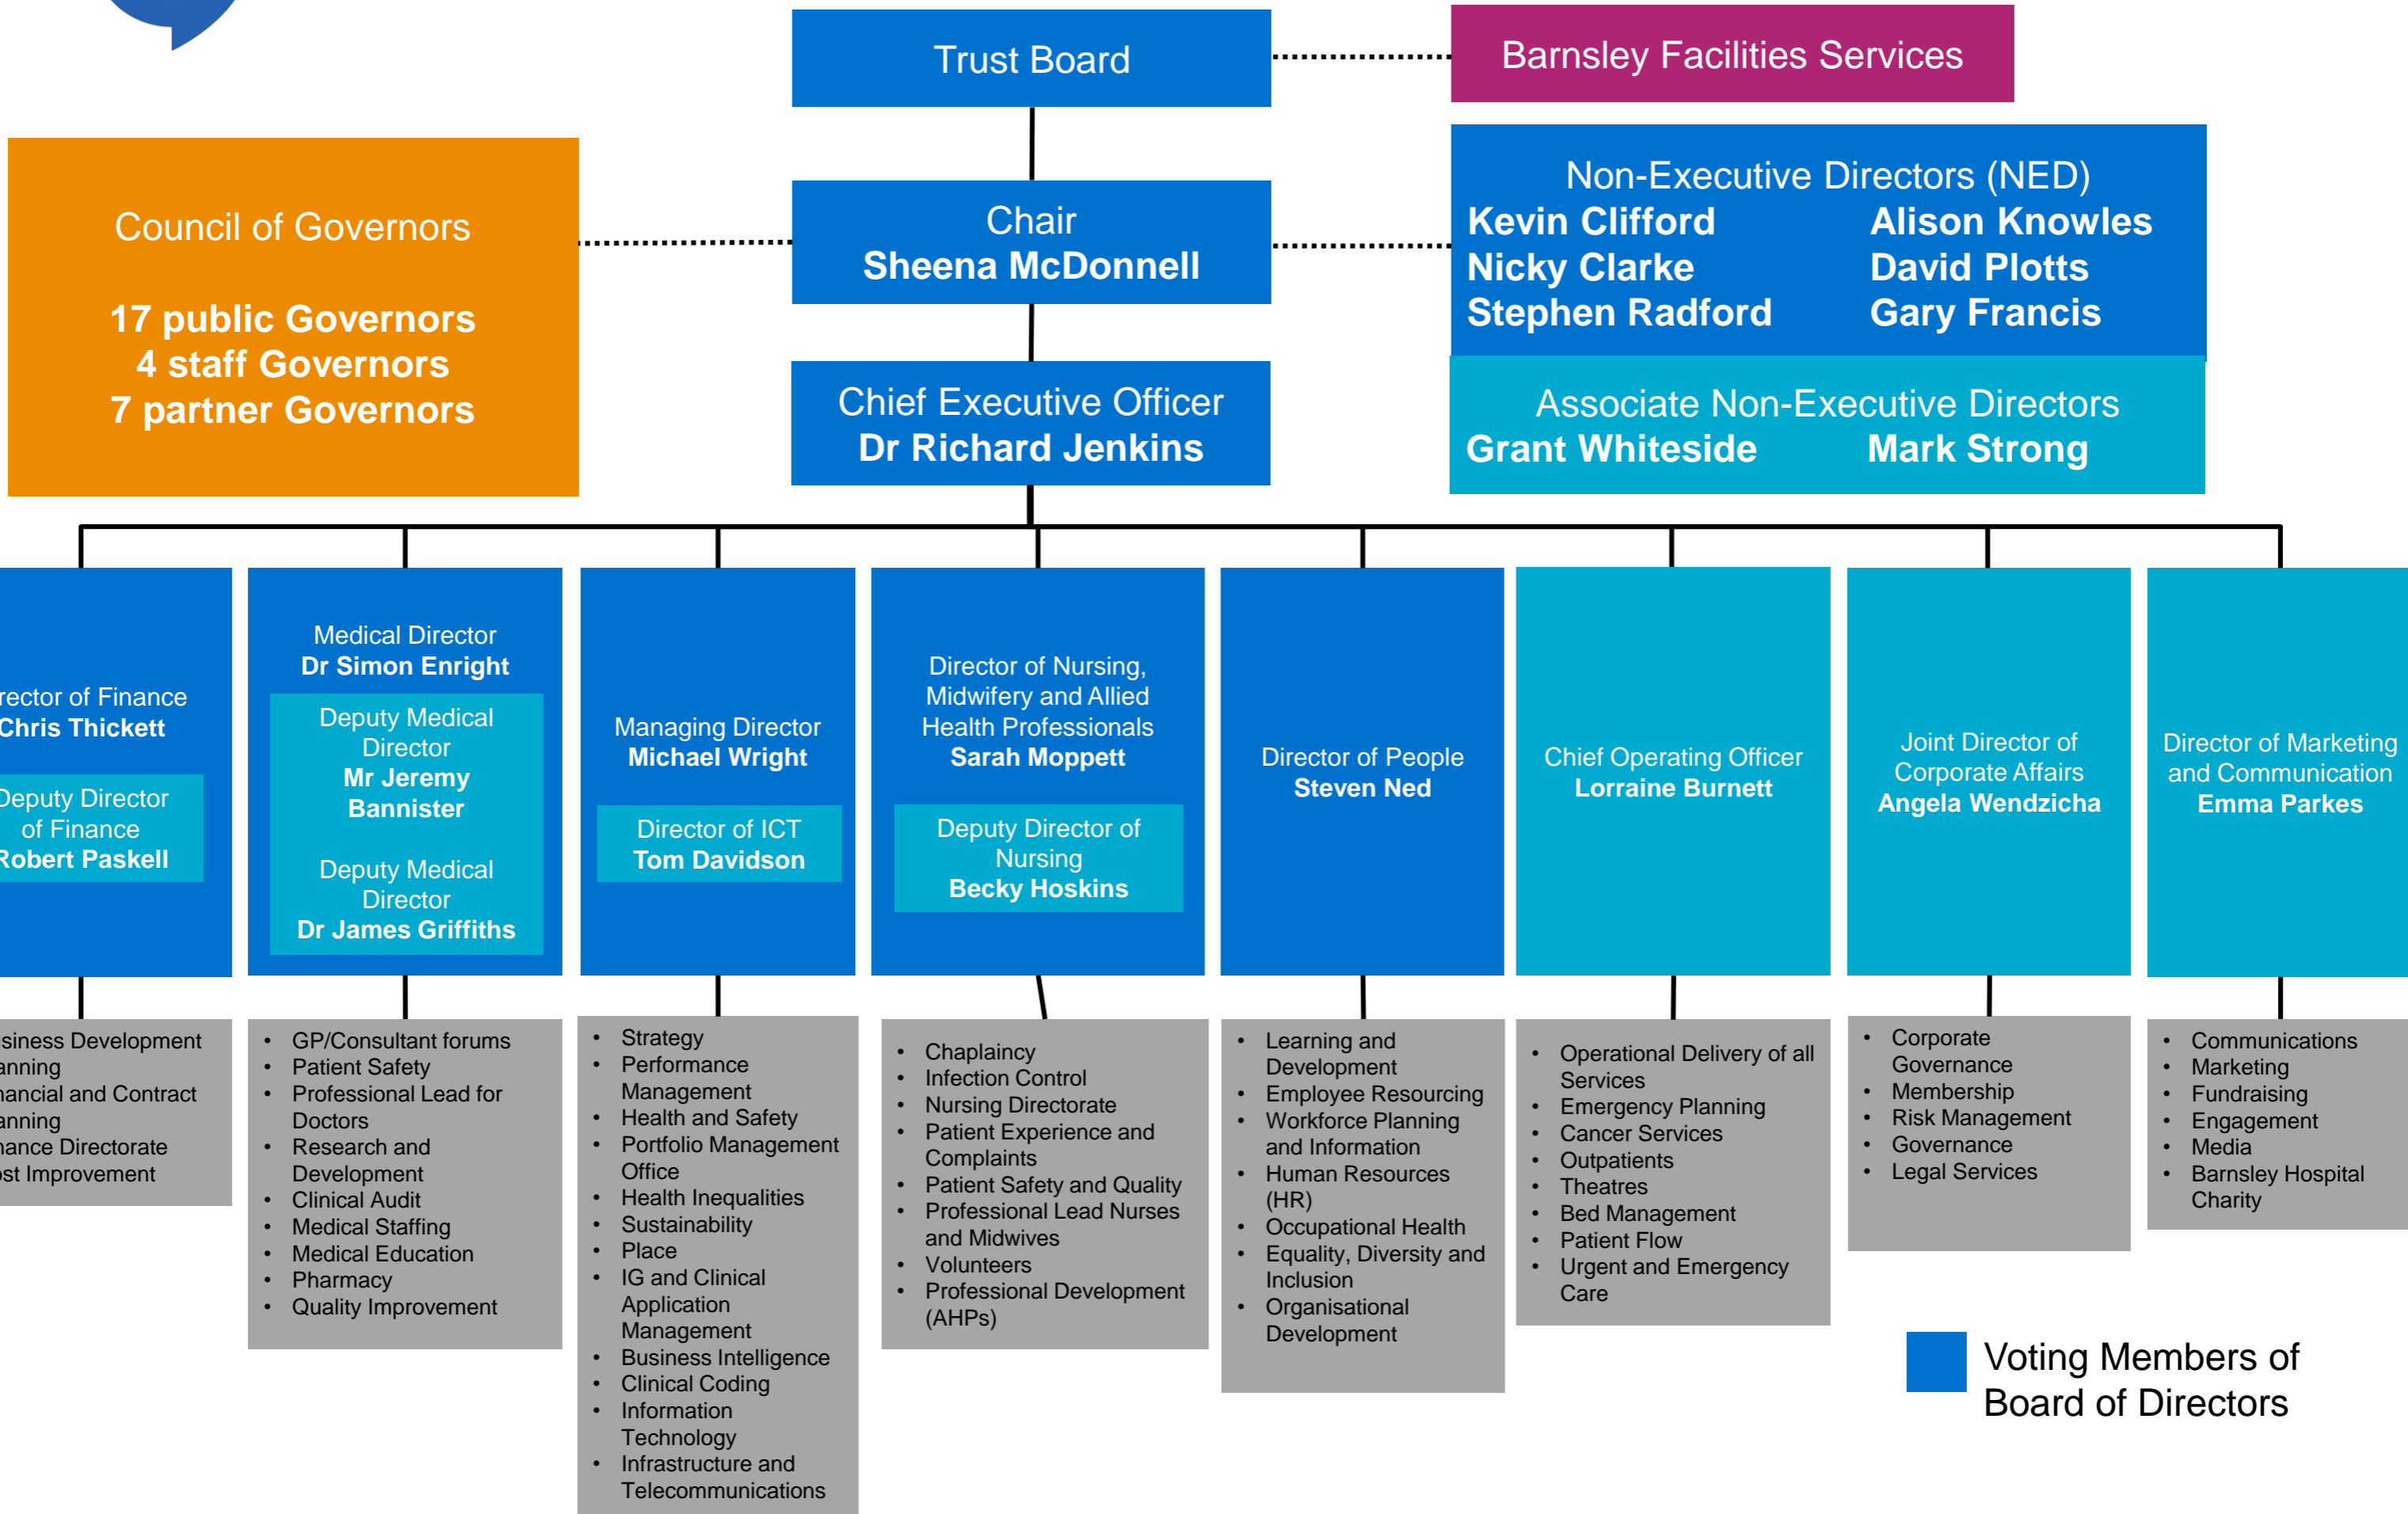 Trust Board
Barnsley Facilities Services
Council of Governors
17 public Governors
4 staff Governors
7 partner Governors
Chair
Sheena McDonnell
Non-Executive Directors (NED)
Kevin Clifford Alison Knowles
Nicky Clarke David Plotts
Stephen Radford Gary Francis
Chief Executive Officer
Dr Richard Jenkins
Associate Non-Executive Directors
Grant Whiteside Mark Strong
rector of Finance
Chris Thickett
Deputy Director
of Finance
Robert Paskell
Medical Director
Dr Simon Enright
Deputy Medical
Director
Mr Jeremy
Bannister
Deputy Medical
Director
Dr James Griffiths
Managing Director
Michael Wright
Director of ICT
Tom Davidson
Director of Nursing,
Midwifery and Allied
Health Professionals
Sarah Moppett
Deputy Director of
Nursing
Becky Hoskins
Director of People
Steven Ned
Chief Operating Officer
Lorraine Burnett
Joint Director of
Corporate Affairs
Angela Wendzicha
Director of Marketing
and Communication
Emma Parkes
siness Development
anning
nancial and Contract
anning
nance Directorate
ost Improvement
• GP/Consultant forums
• Patient Safety
• Professional Lead for
Doctors
• Research and
Development
• Clinical Audit
• Medical Staffing
• Medical Education
• Pharmacy
• Quality Improvement
• Strategy
• Performance
Management
• Health and Safety
• Portfolio Management
Office
• Health Inequalities
• Sustainability
• Place
• IG and Clinical
Application
Management
• Business Intelligence
• Clinical Coding
• Information
Technology
• Infrastructure and
Telecommunications
• Chaplaincy
• Infection Control
• Nursing Directorate
• Patient Experience and
Complaints
• Patient Safety and Quality
• Professional Lead Nurses
and Midwives
• Volunteers
• Professional Development
(AHPs)
• Learning and
Development
• Employee Resourcing
• Workforce Planning
and Information
• Human Resources
(HR)
• Occupational Health
• Equality, Diversity and
Inclusion
• Organisational
Development
• Operational Delivery of all
Services
• Emergency Planning
• Cancer Services
• Outpatients
• Theatres
• Bed Management
• Patient Flow
• Urgent and Emergency
Care
• Corporate
Governance
• Membership
• Risk Management
• Governance
• Legal Services
• Communications
• Marketing
• Fundraising
• Engagement
• Media
• Barnsley Hospital
Charity
Voting Members of
Board of Directors